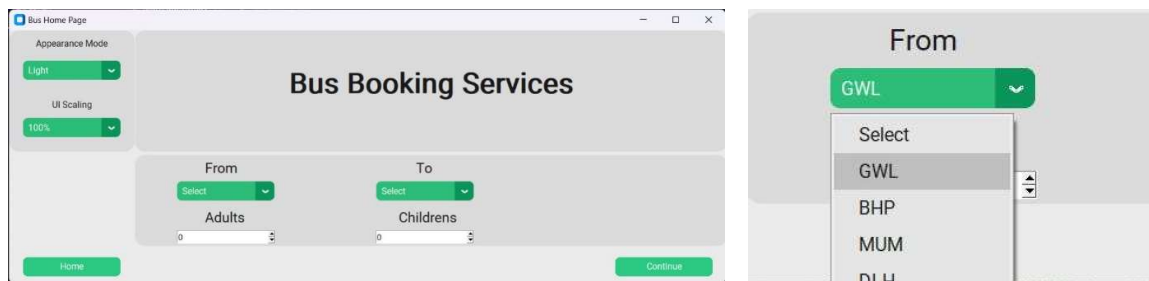 Bus Home Page
Appearance Mode
Light
UI Scaling
100%
Bus Booking Services
From
To
Select
Select
Adults
Childrens
0
0
Home
Continue
From
GWL
Select
GWL
BHP
MUM
DLH